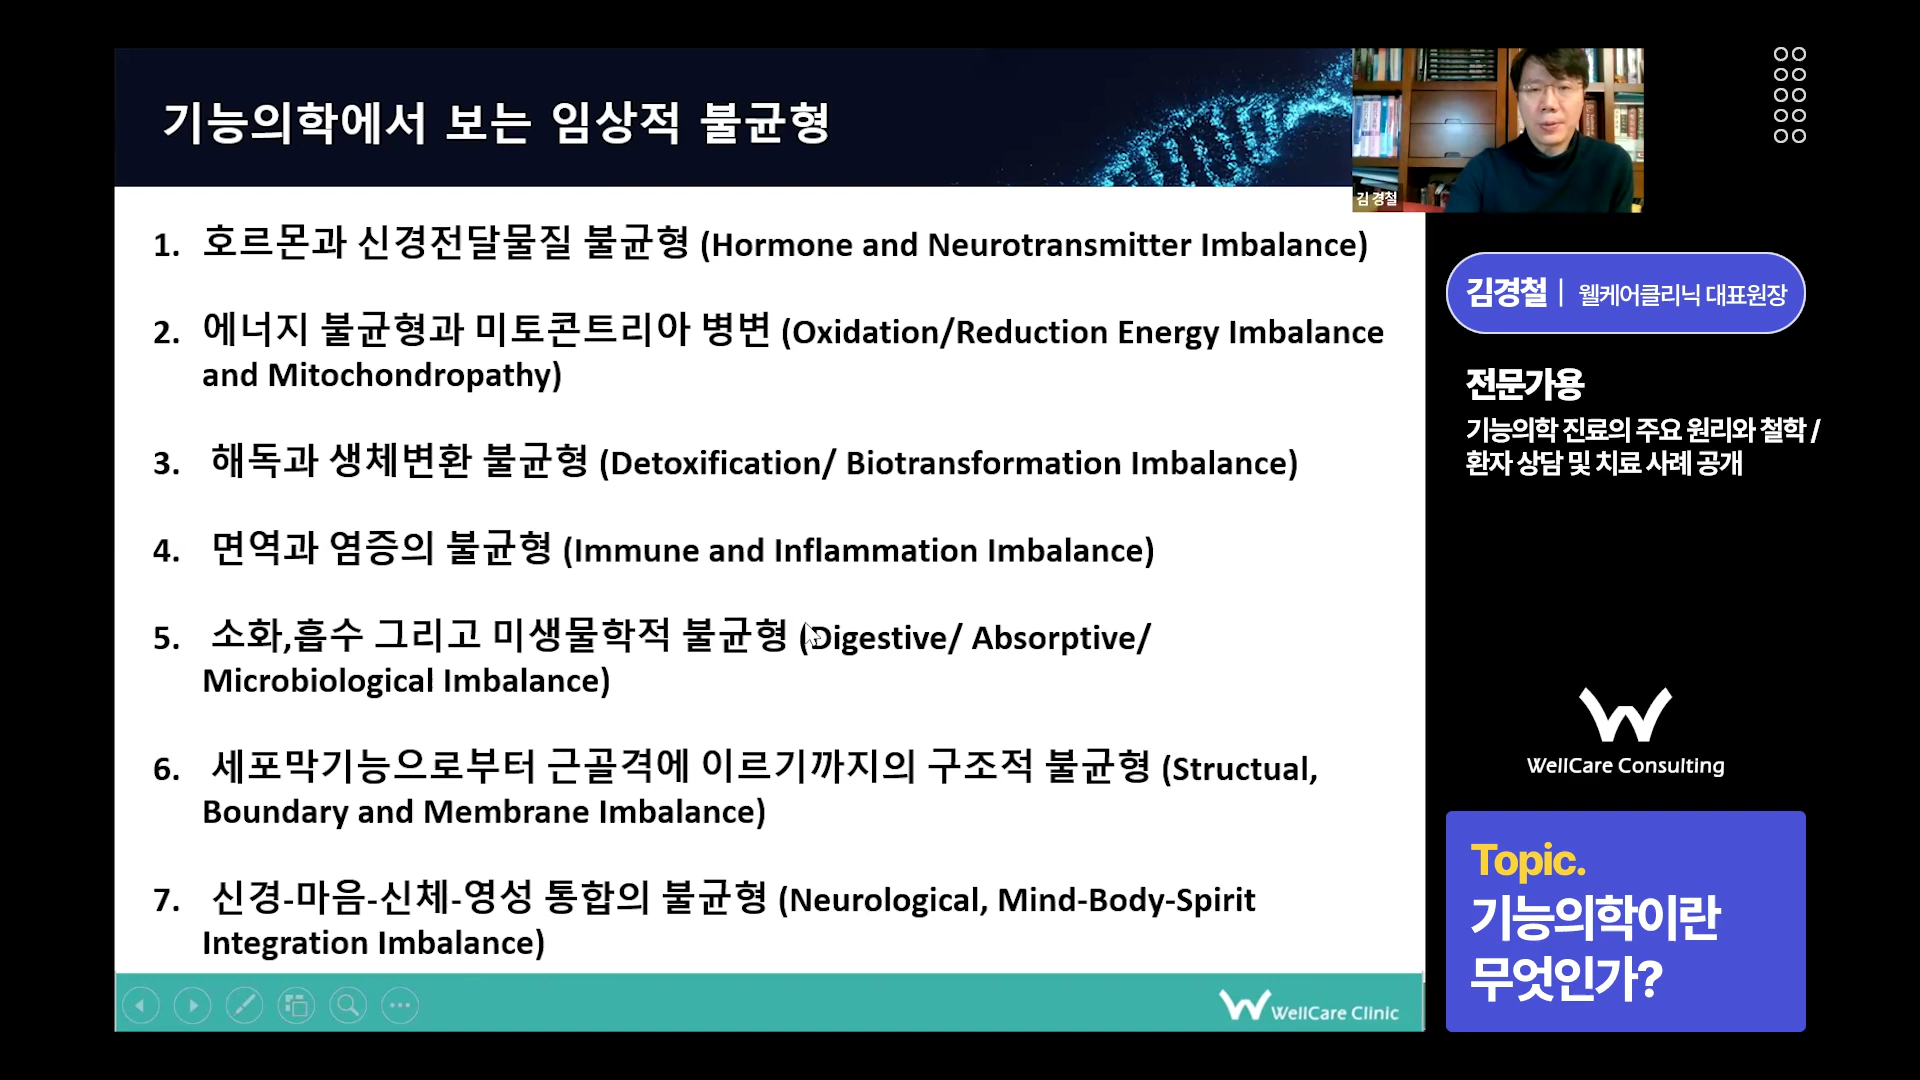 기능의학에서 보는 임상적 불균형
김 경철
1. 호르몬과 신경전달물질 불균형 (Hormone and Neurotransmitter Imbalance)
2. 에너지 불균형과 미토콘트리아 병변 (Oxidation/Reduction Energy Imbalance
and Mitochondropathy)
3. 해독과 생체변환 불균형 (Detoxification/ Biotransformation Imbalance)
4. 면역과 염증의 불균형 (Immune and Inflammation Imbalance)
5. 소화,흡수 그리고 미생물학적 불균형 (Digestive/ Absorptive/
Microbiological Imbalance)
6. 세포막기능으로부터 근골격에 이르기까지의 구조적 불균형 (Structual,
Boundary and Membrane Imbalance)
7. 신경-마음-신체-영성 통합의 불균형 (Neurological, Mind-Body-Spirit
Integration Imbalance)
WellCare Clinic
김경철 | 웰케어클리닉 대표원장
전문가용
기능의학 진료의 주요 원리와 철학 /
환자 상담 및 치료 사례 공개
WellCare Consulting
Topic.
기능의학이란
무엇인가?